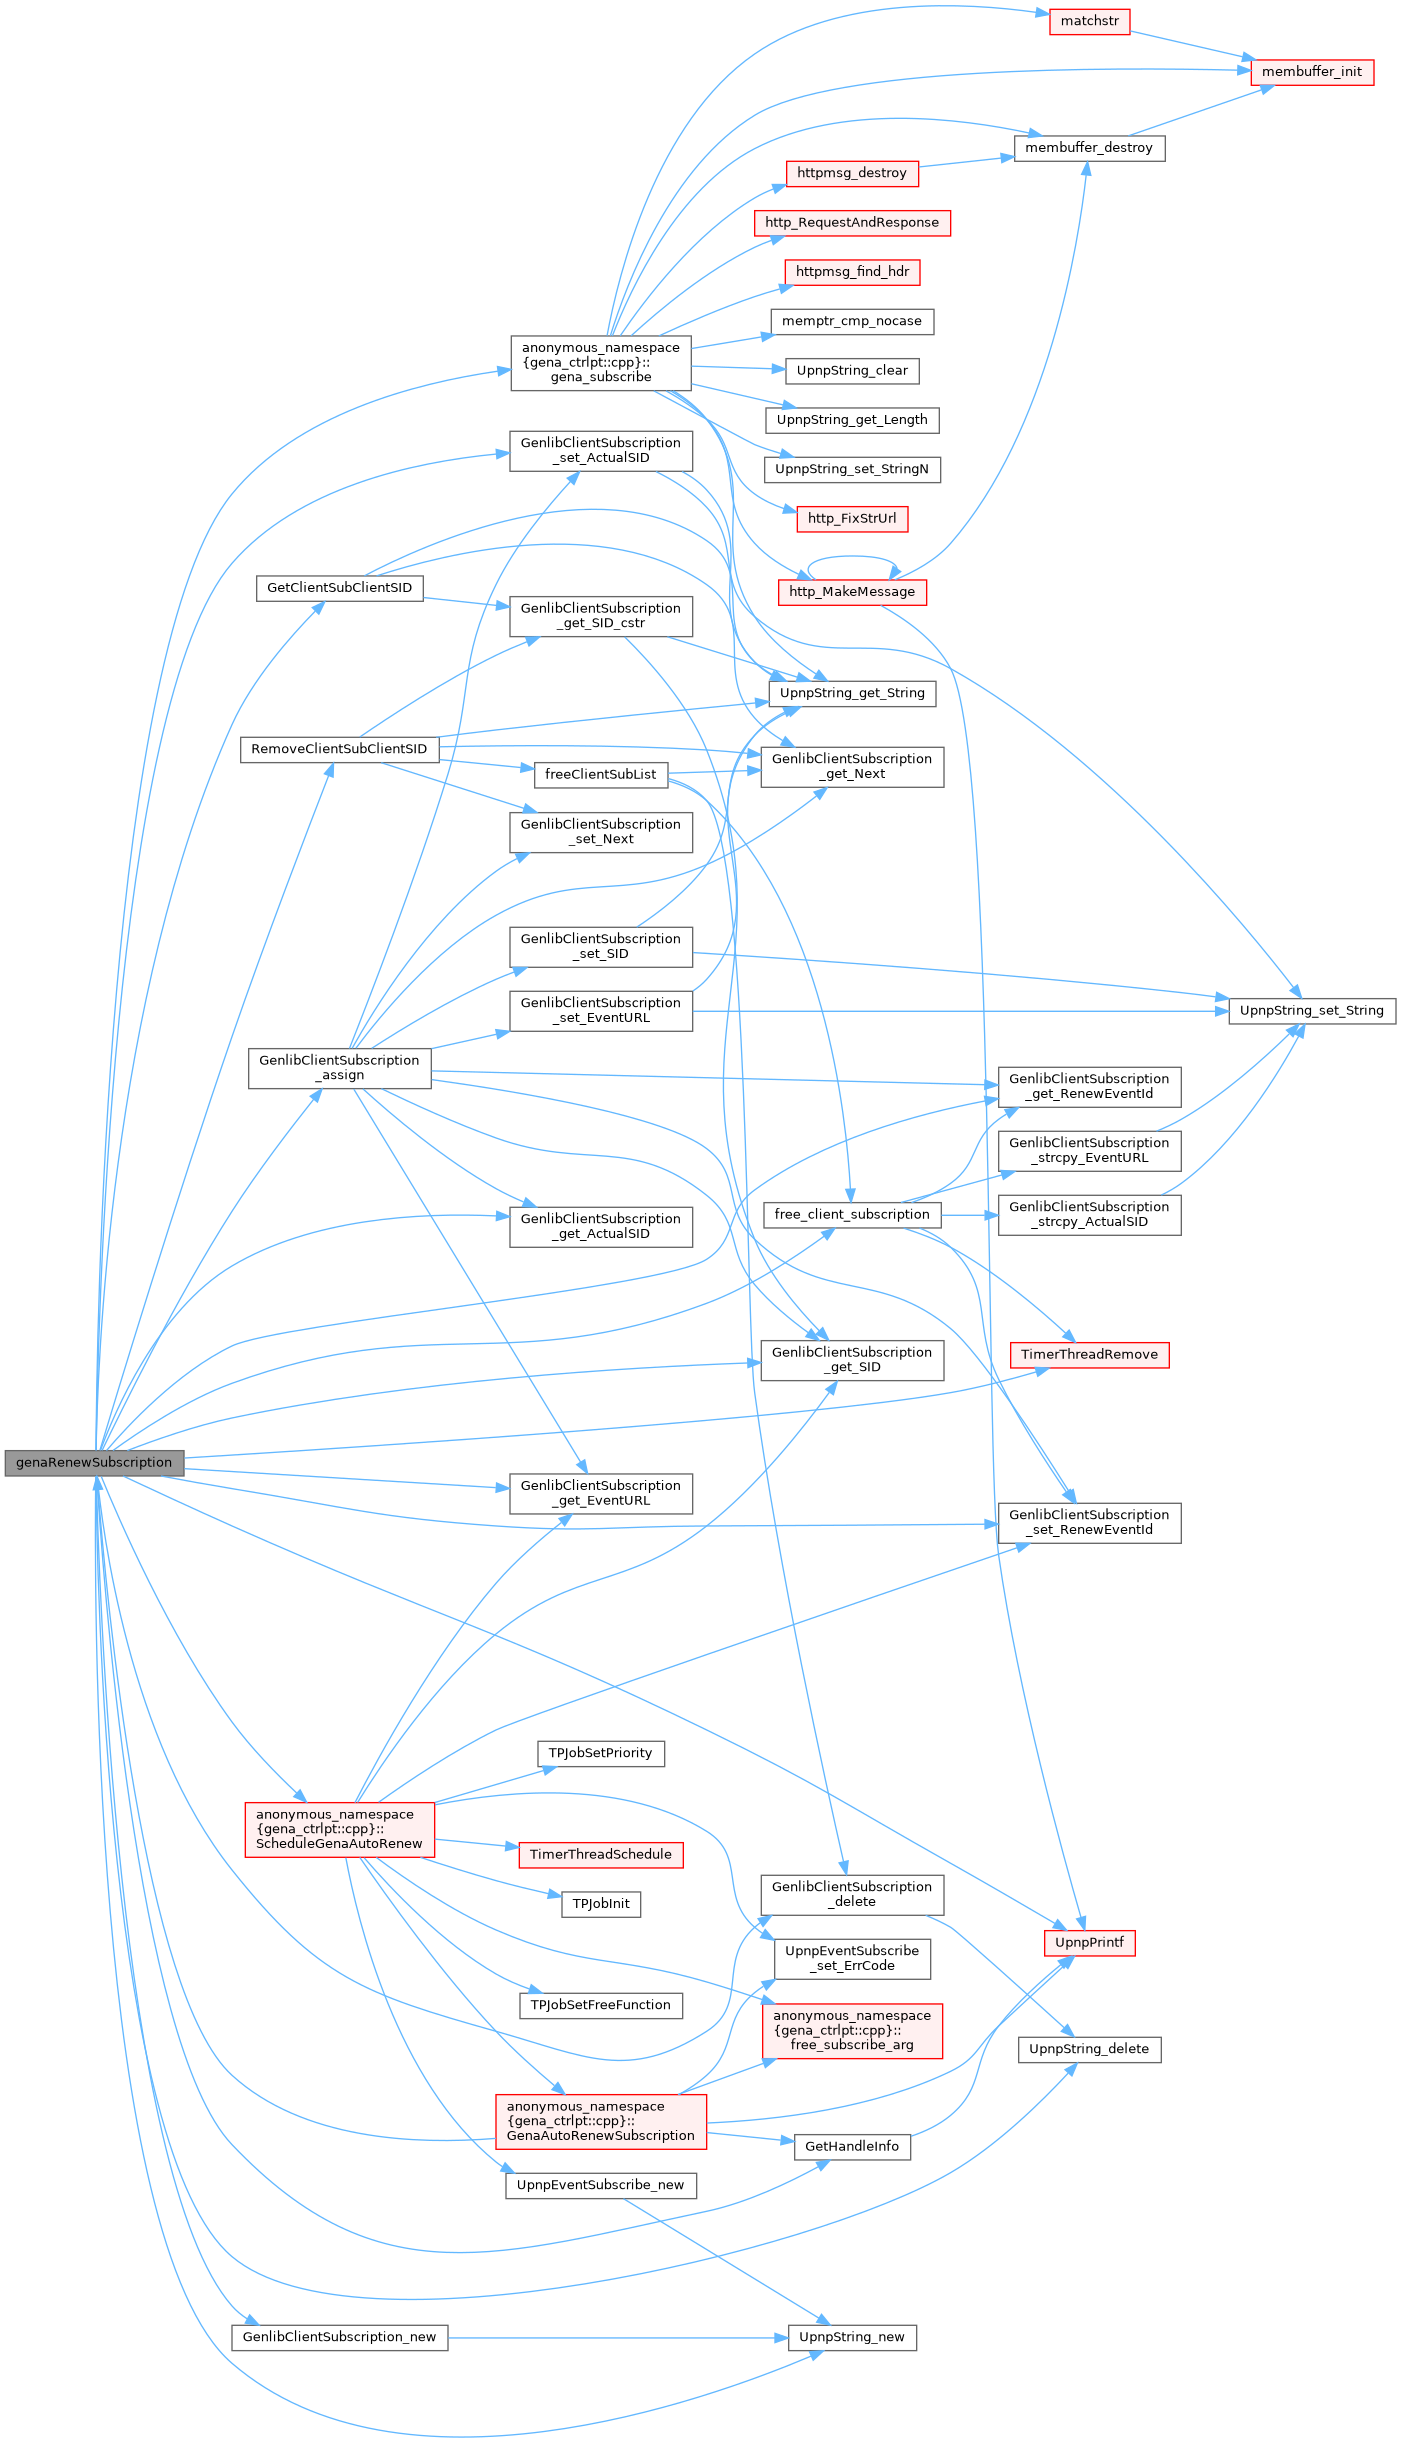 matchstr
membuffer_init
membuffer_destroy
httpmsg_destroy
http_RequestAndResponse
httpmsg_find_hdr
memptr_cmp_nocase
anonymous_namespace
{gena_ctrlpt::cpp}::
gena_subscribe
UpnpString_clear
UpnpString_get_Length
GenlibClientSubscription
_set_ActualSID
UpnpString_set_StringN
http_FixStrUrl
GetClientSubClientSID
http_MakeMessage
GenlibClientSubscription
_get_SID_cstr
UpnpString_get_String
RemoveClientSubClientSID
freeClientSubList
GenlibClientSubscription
_get_Next
GenlibClientSubscription
_set_Next
GenlibClientSubscription
_set_SID
GenlibClientSubscription
_set_EventURL
UpnpString_set_String
GenlibClientSubscription
_assign
GenlibClientSubscription
_get_RenewEventId
GenlibClientSubscription
_strcpy_EventURL
GenlibClientSubscription
_get_ActualSID
free_client_subscription
GenlibClientSubscription
_strcpy_ActualSID
GenlibClientSubscription
_get_SID
TimerThreadRemove
genaRenewSubscription
GenlibClientSubscription
_get_EventURL
GenlibClientSubscription
_set_RenewEventId
TPJobSetPriority
anonymous_namespace
{gena_ctrlpt::cpp}::
ScheduleGenaAutoRenew
TimerThreadSchedule
TPJobInit
GenlibClientSubscription
_delete
UpnpPrintf
UpnpEventSubscribe
_set_ErrCode
TPJobSetFreeFunction
anonymous_namespace
{gena_ctrlpt::cpp}::
free_subscribe_arg
UpnpString_delete
anonymous_namespace
{gena_ctrlpt::cpp}::
GenaAutoRenewSubscription
GetHandleInfo
UpnpEventSubscribe_new
GenlibClientSubscription_new
UpnpString_new